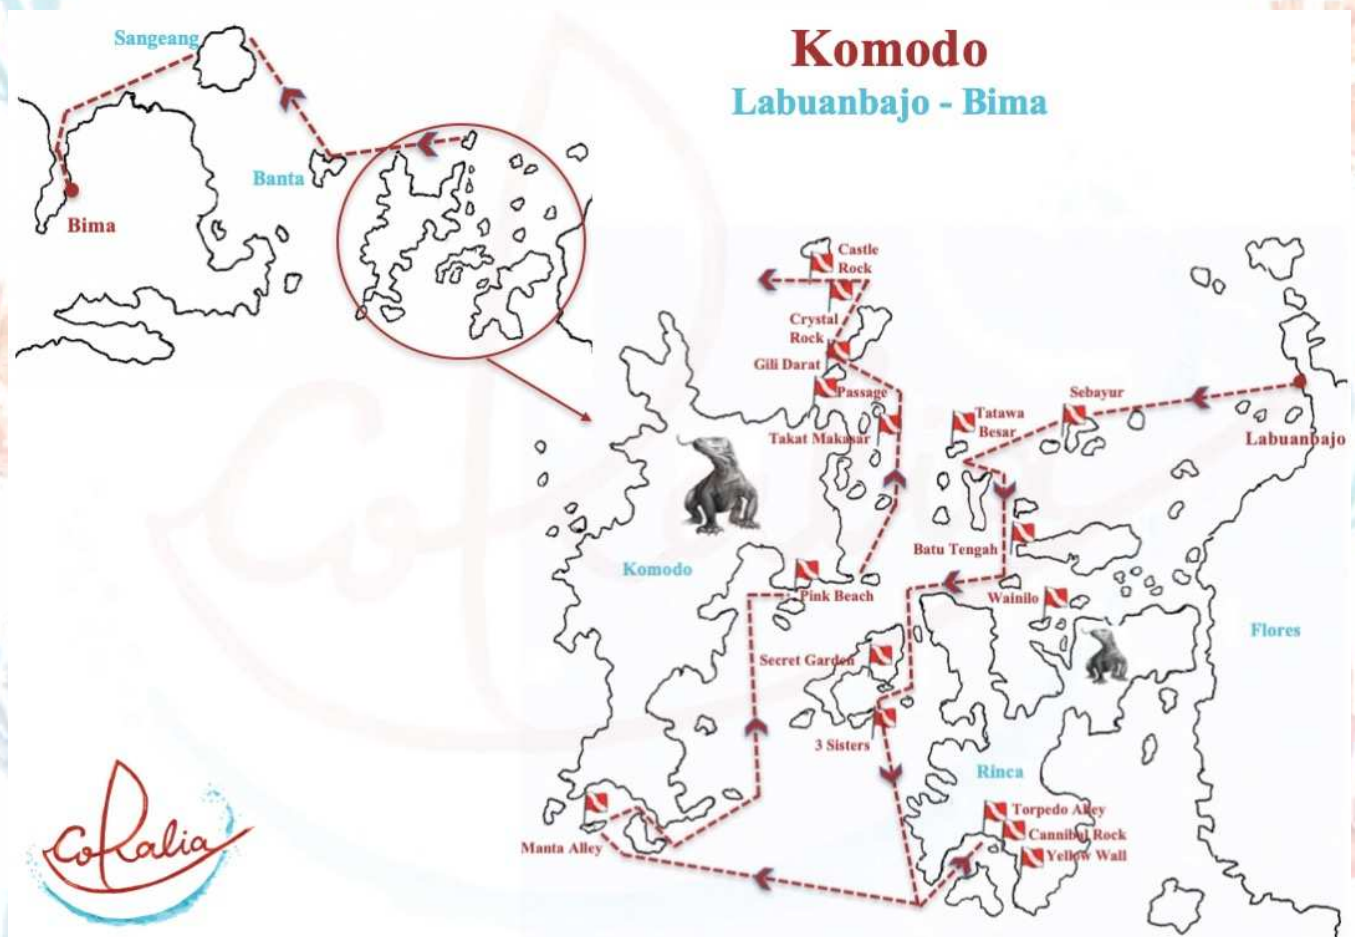 Komodo
Labuanbajo - Bima
Sangeang
Banta
Bima
Castle
Rock
Crystal
Rock
Gili Darat
Passage
Takat Makasar
Tatawa
Besar
Sebayur
Labuanbajo
Batu Tengah
Komodo
Pink Beach
Wainilo
Flores
Secret Garden
3 Sisters
Rinca
Torpedo Alley
Cannibal Rock
Yellow Wall
Manta Alley
CoRalia